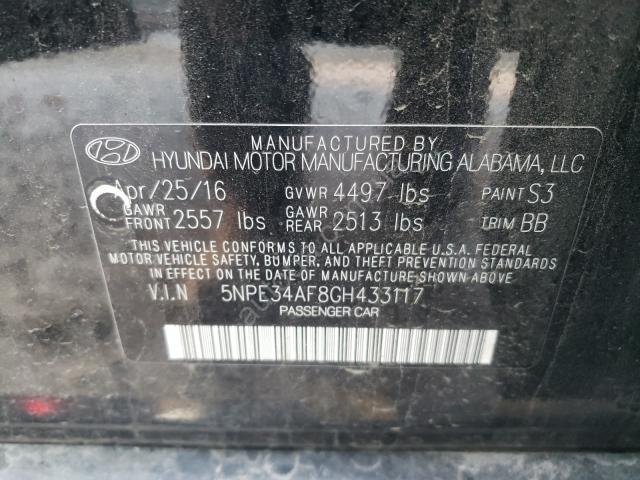 MANUFACTURED BY
HYUNDAI MOTOR MANUFACTURING ALABAMA, LLC
Apr/25/16 GVWR 4497 lbs PAINT S3
GAWR FRONT 2557 lbs GAWR REAR 2513 lbs TRIM BB
THIS VEHICLE CONFORMS TO ALL APPLICABLE U.S.A. FEDERAL
MOTOR VEHICLE SAFETY, BUMPER, AND THEFT PREVENTION STANDARDS
IN EFFECT ON THE DATE OF MANUFACTURE SHOWN ABOVE.
V.I.N 5NPE34AF8GH433117
PASSENGER CAR